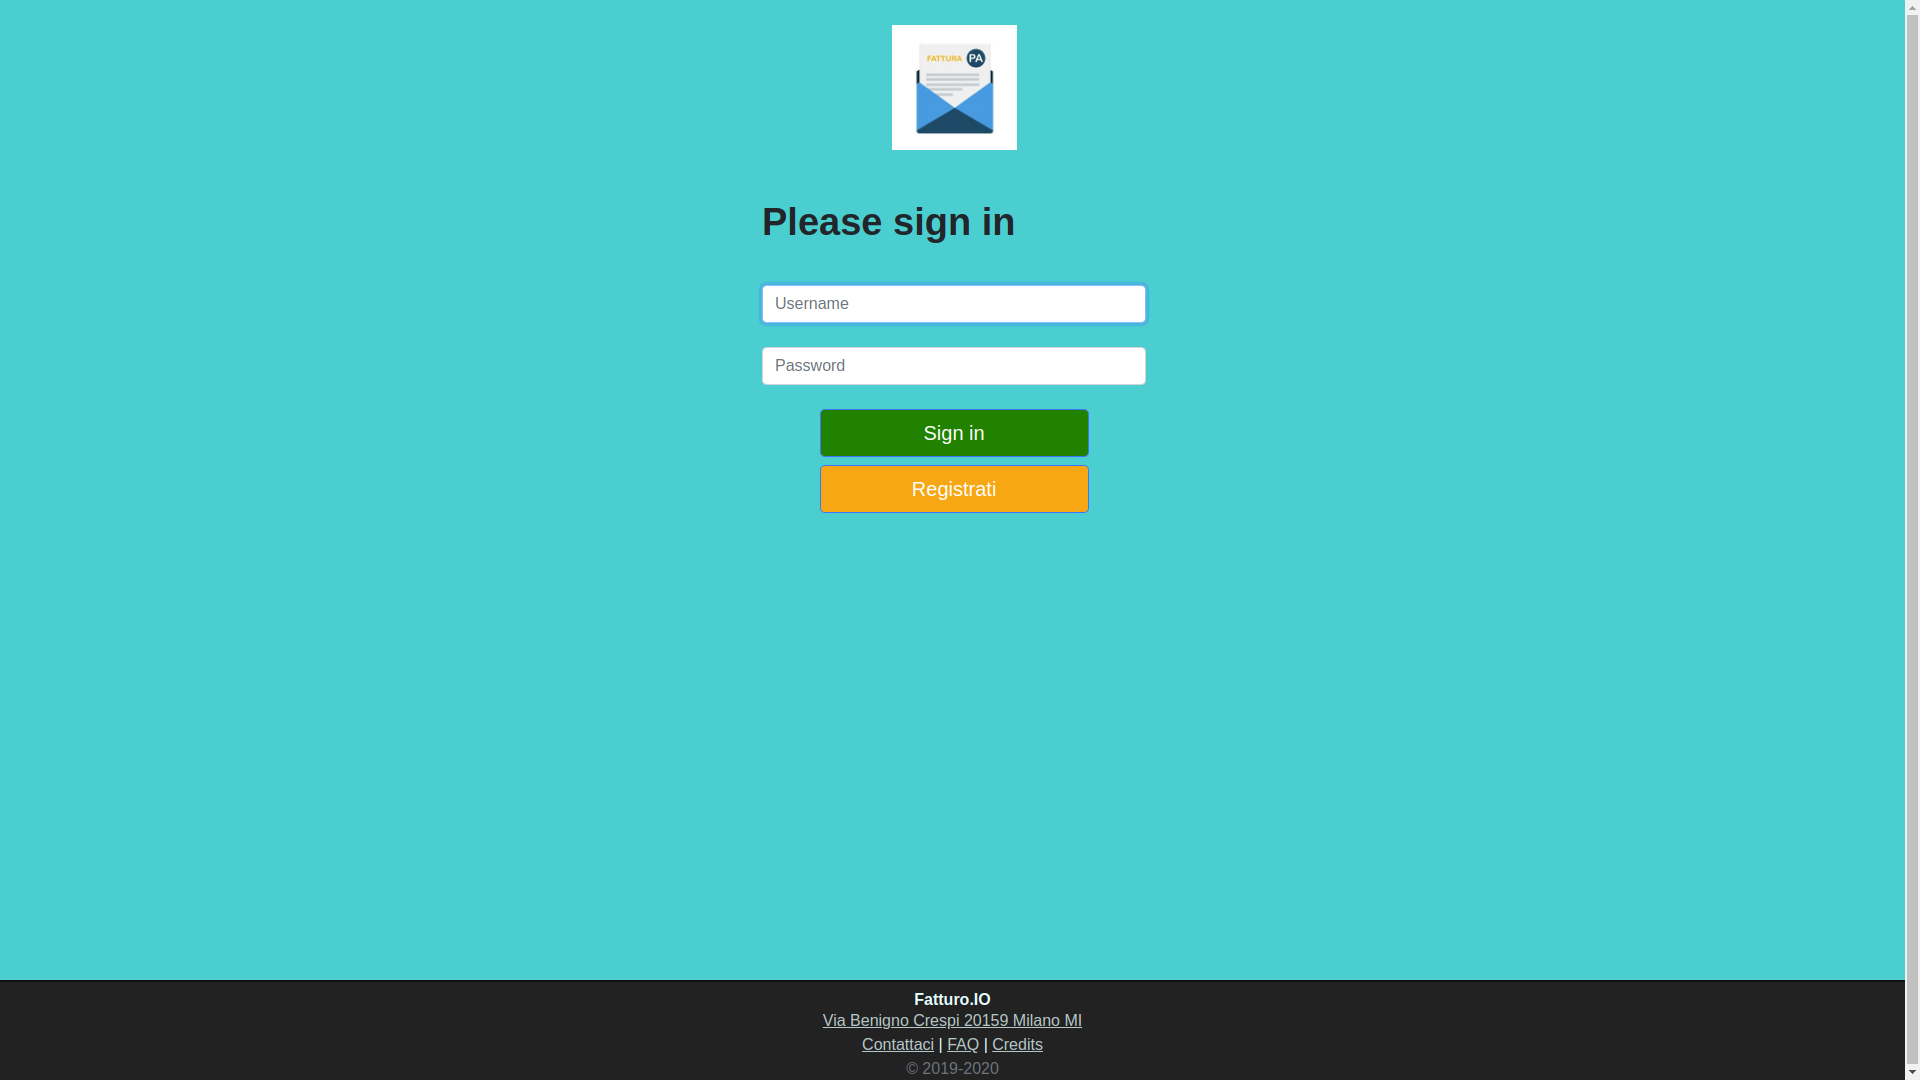 FATTURA PA
Please sign in
Username
Password
Sign in
Registrati
Fatturo.IO
Via Benigno Crespi 20159 Milano MI
Contattaci | FAQ | Credits
© 2019-2020